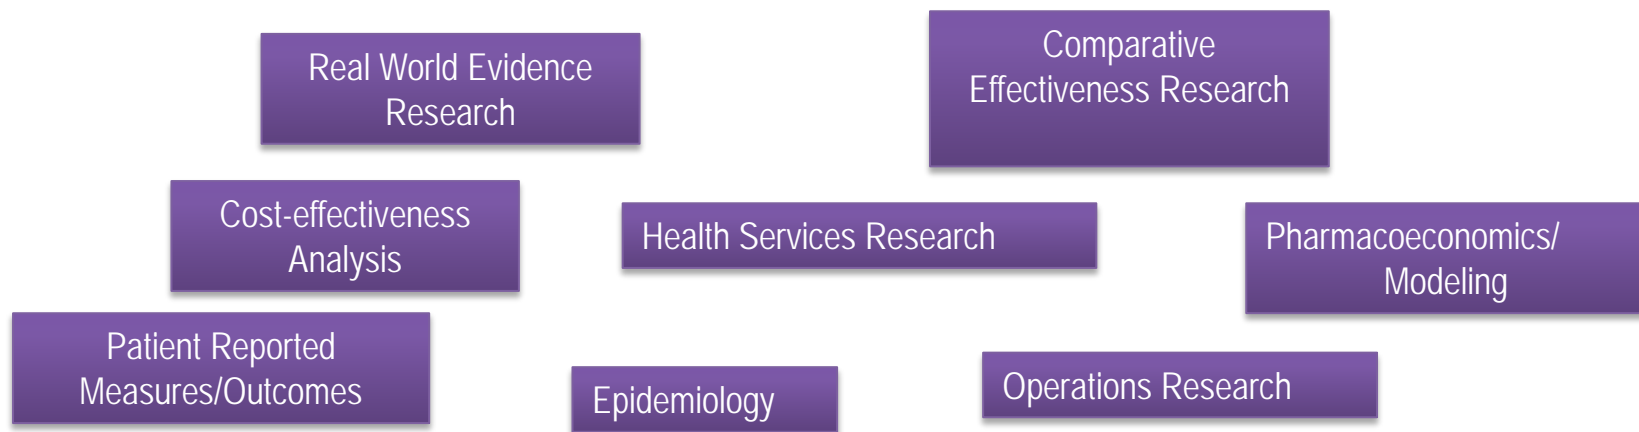 Real World Evidence
Research
Comparative
Effectiveness Research
Cost-effectiveness
Analysis
Health Services Research
Pharmacoeconomics/
Modeling
Patient Reported
Measures/Outcomes
Epidemiology
Operations Research